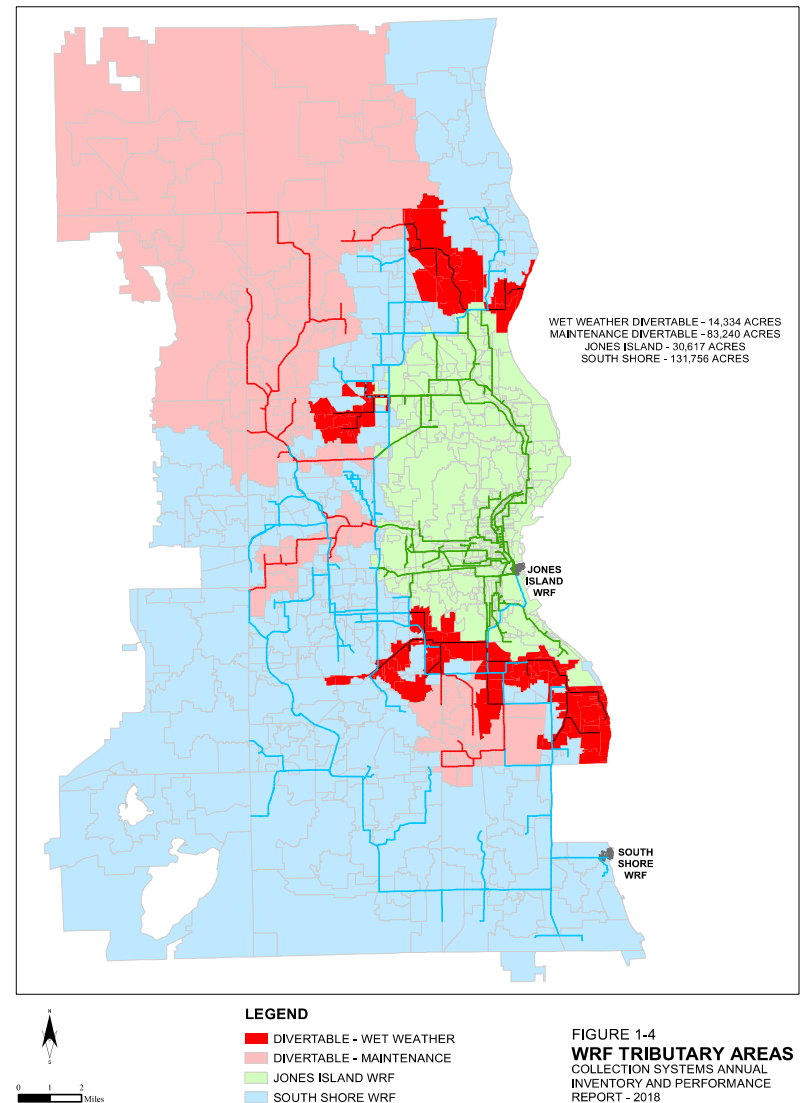 WET WEATHER DIVERTABLE - 14,334 ACRES
MAINTENANCE DIVERTABLE - 83,240 ACRES
JONES ISLAND - 30,617 ACRES
SOUTH SHORE - 131,756 ACRES
JONES
ISLAND
WRF
SOUTH
SHORE
WRF
N
S
0 1 2
Miles
LEGEND
DIVERTABLE - WET WEATHER
DIVERTABLE - MAINTENANCE
JONES ISLAND WRF
SOUTH SHORE WRF
FIGURE 1-4
WRF TRIBUTARY AREAS
COLLECTION SYSTEMS ANNUAL
INVENTORY AND PERFORMANCE
REPORT - 2018